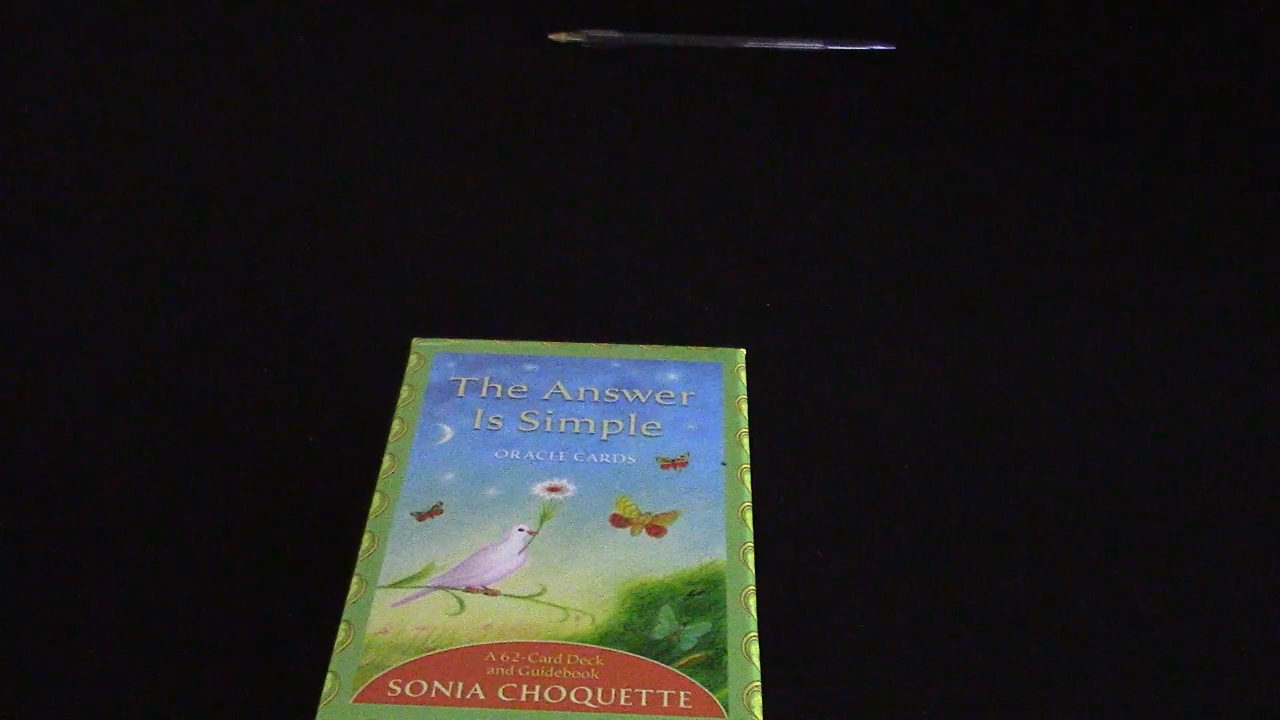 The Answer
Is Simple
ORACLE CARDS
A 62-Card Deck
and Guidebook
SONIA CHOQUETTE